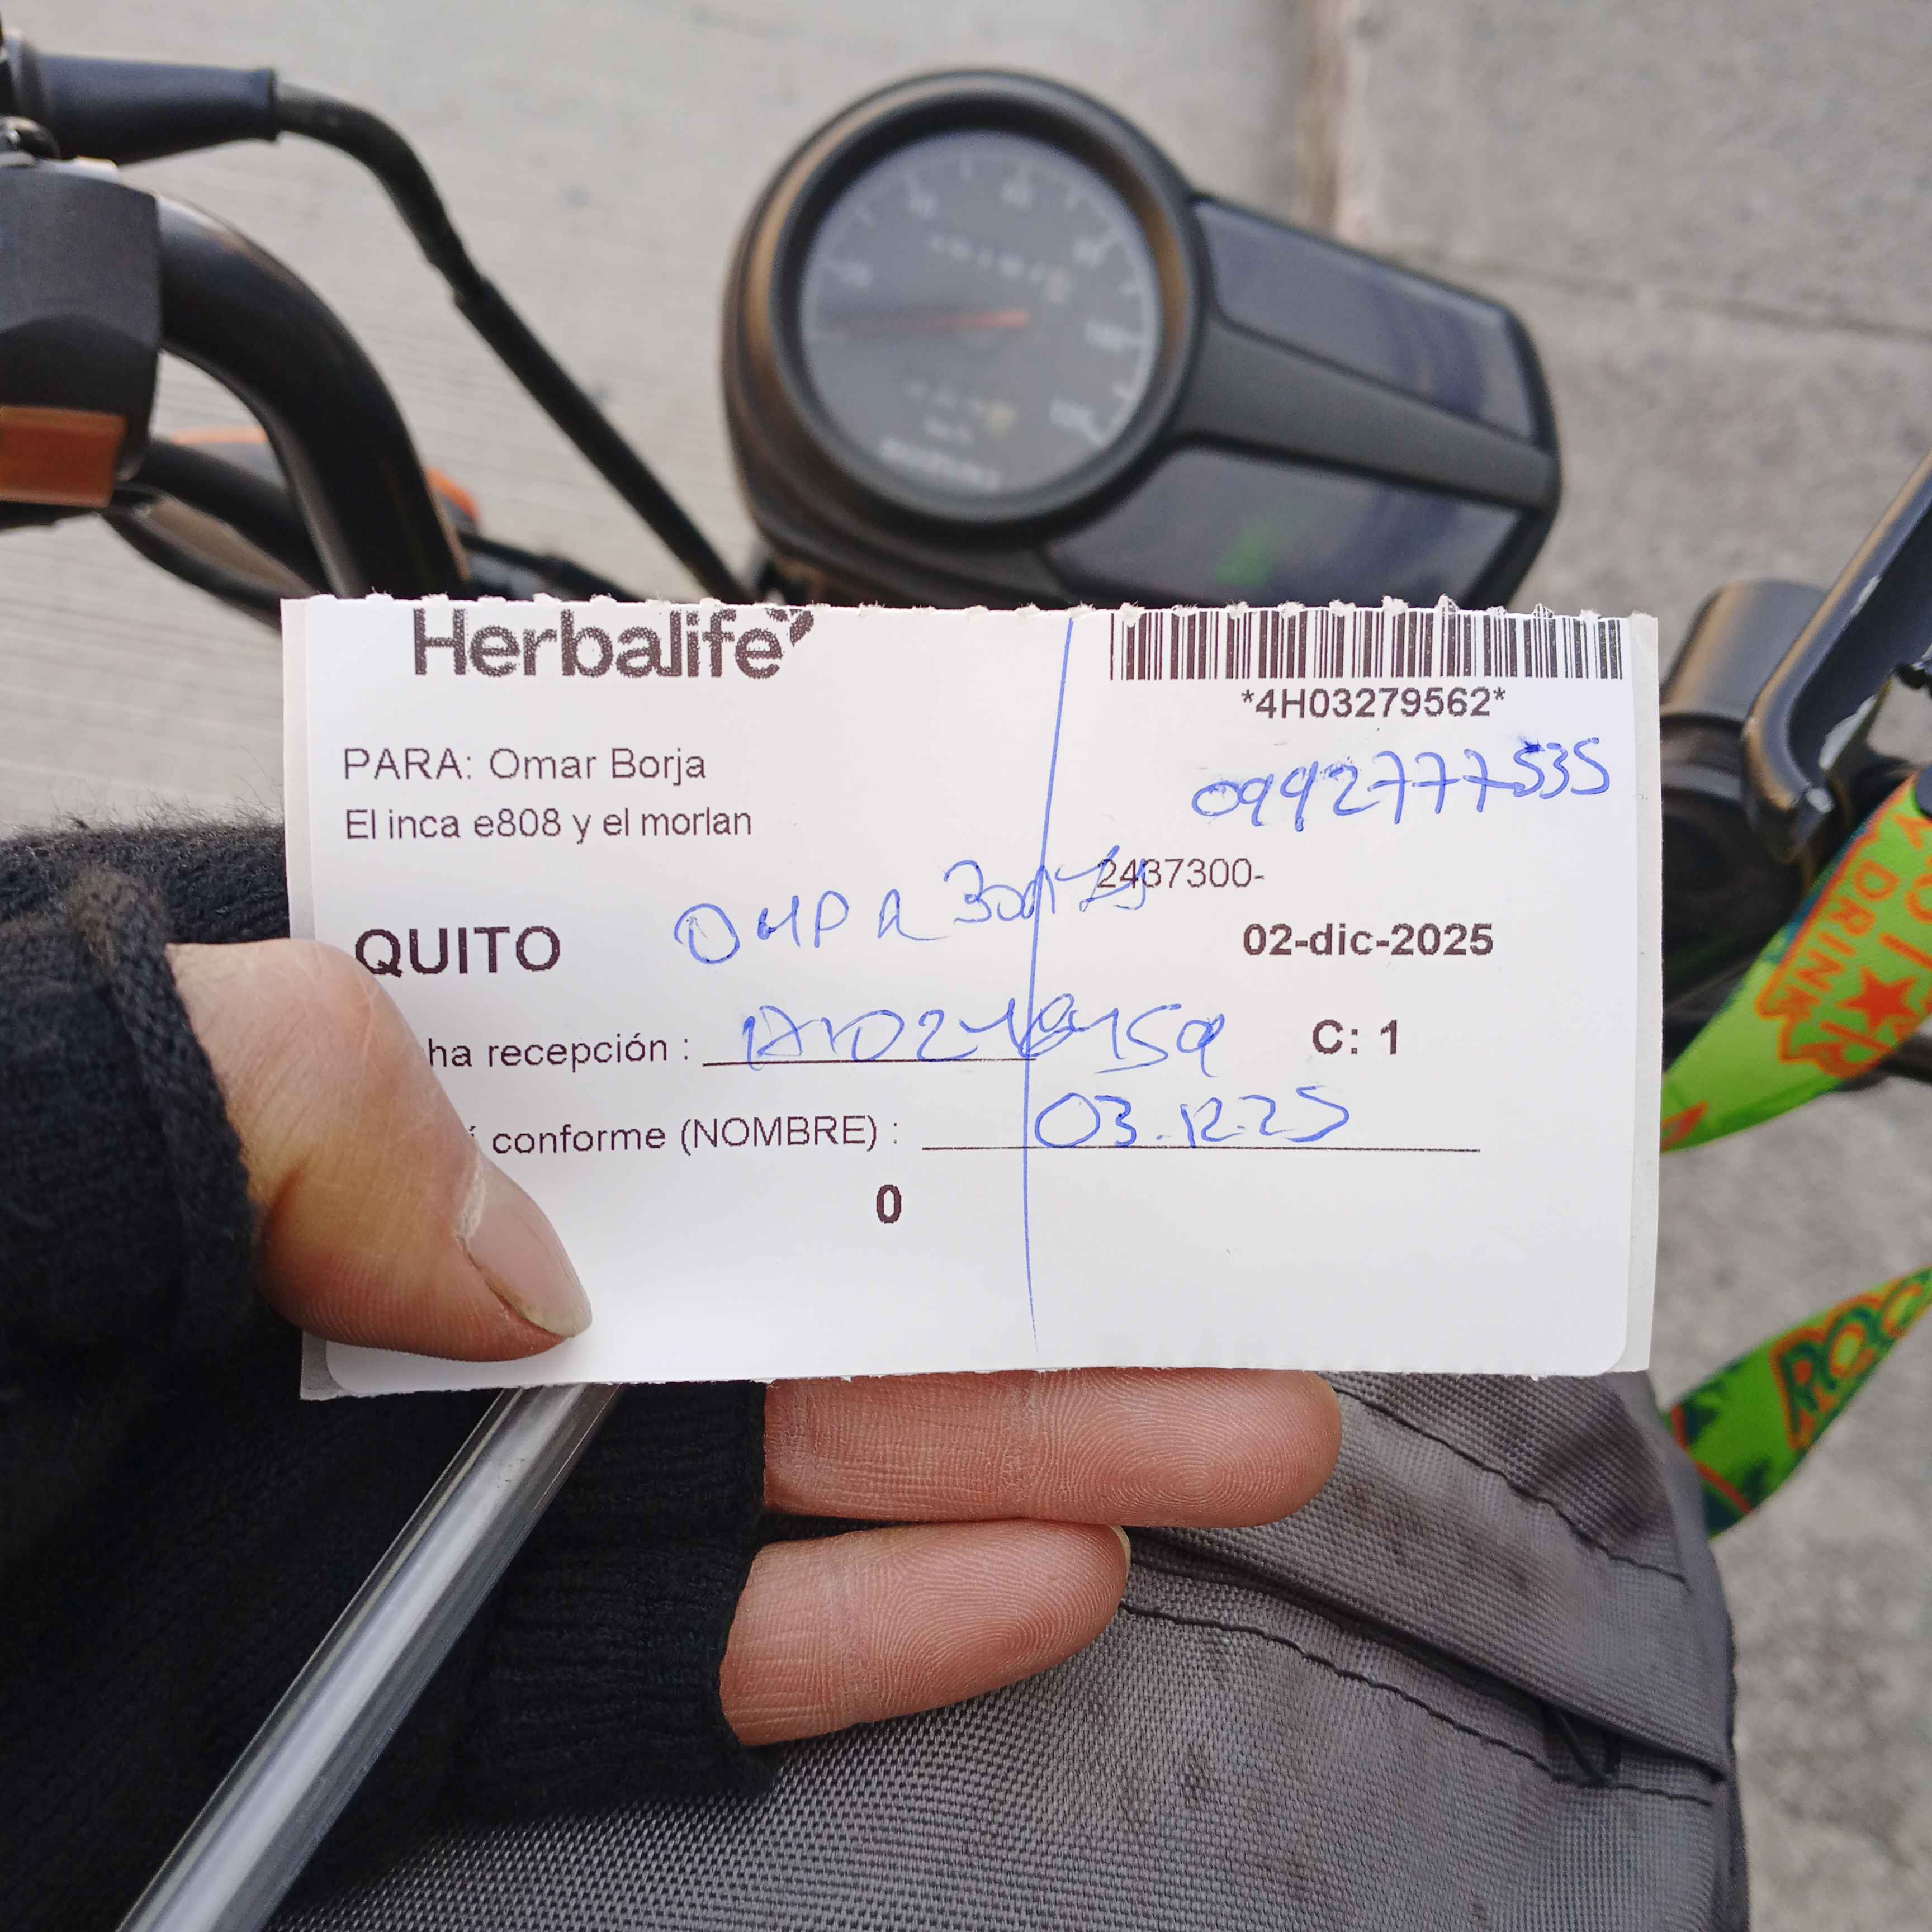 Herbalife
*4H03279562*
PARA: Omar Borja
0992777535
El inca e808 y el morlan
2437300-
QUITO
02-dic-2025
ha recepción :
C: 1
conforme (NOMBRE) :
03.12.25
0
DRINK